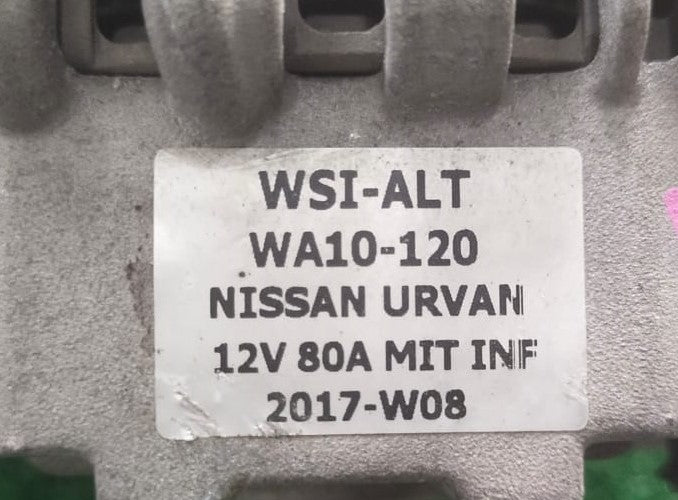 WSI-ALT
WA10-120
NISSAN URVAN
12V 80A MIT INF
2017-W08